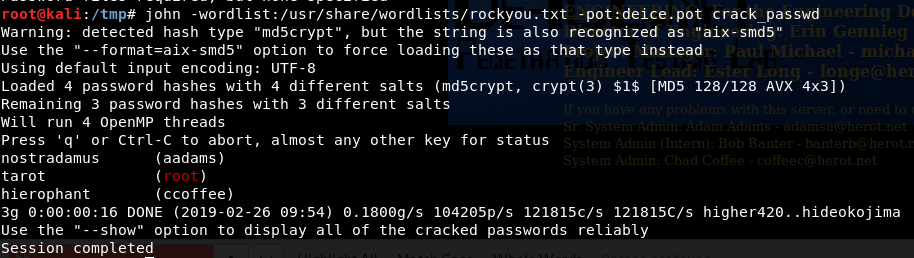 root@kali:/tmp# john -wordlist:/usr/share/wordlists/rockyou.txt -pot:deice.pot crack_passwd
Warning: detected hash type "md5crypt", but the string is also recognized as "aix-smd5"
Use the "--format=aix-smd5" option to force loading these as that type instead
Using default input encoding: UTF-8
Loaded 4 password hashes with 4 different salts (md5crypt, crypt(3) $1$ [MD5 128/128 AVX 4x3])
Remaining 3 password hashes with 3 different salts
Will run 4 OpenMP threads
Press 'q' or Ctrl-C to abort, almost any other key for status
nostradamus      (aadams)
tarot            (root)
hierophant       (ccoffee)
3g 0:00:00:16 DONE (2019-02-26 09:54) 0.1800g/s 104205p/s 121815c/s 121815C/s higher420..hideokojima
Use the "--show" option to display all of the cracked passwords reliably
Session completed
Engineering De
Erin Gennieg
Paul Michael - micha
Engineer Lead: Ester Long - longe@her
If you have any problems with this server, or need to
Sr. System Admin: Adam Adams - adamsa@herot.net
System Admin (Intern): Bob Banter - banterb@herot.n
System Admin: Chad Coffee - coffeec@herot.net